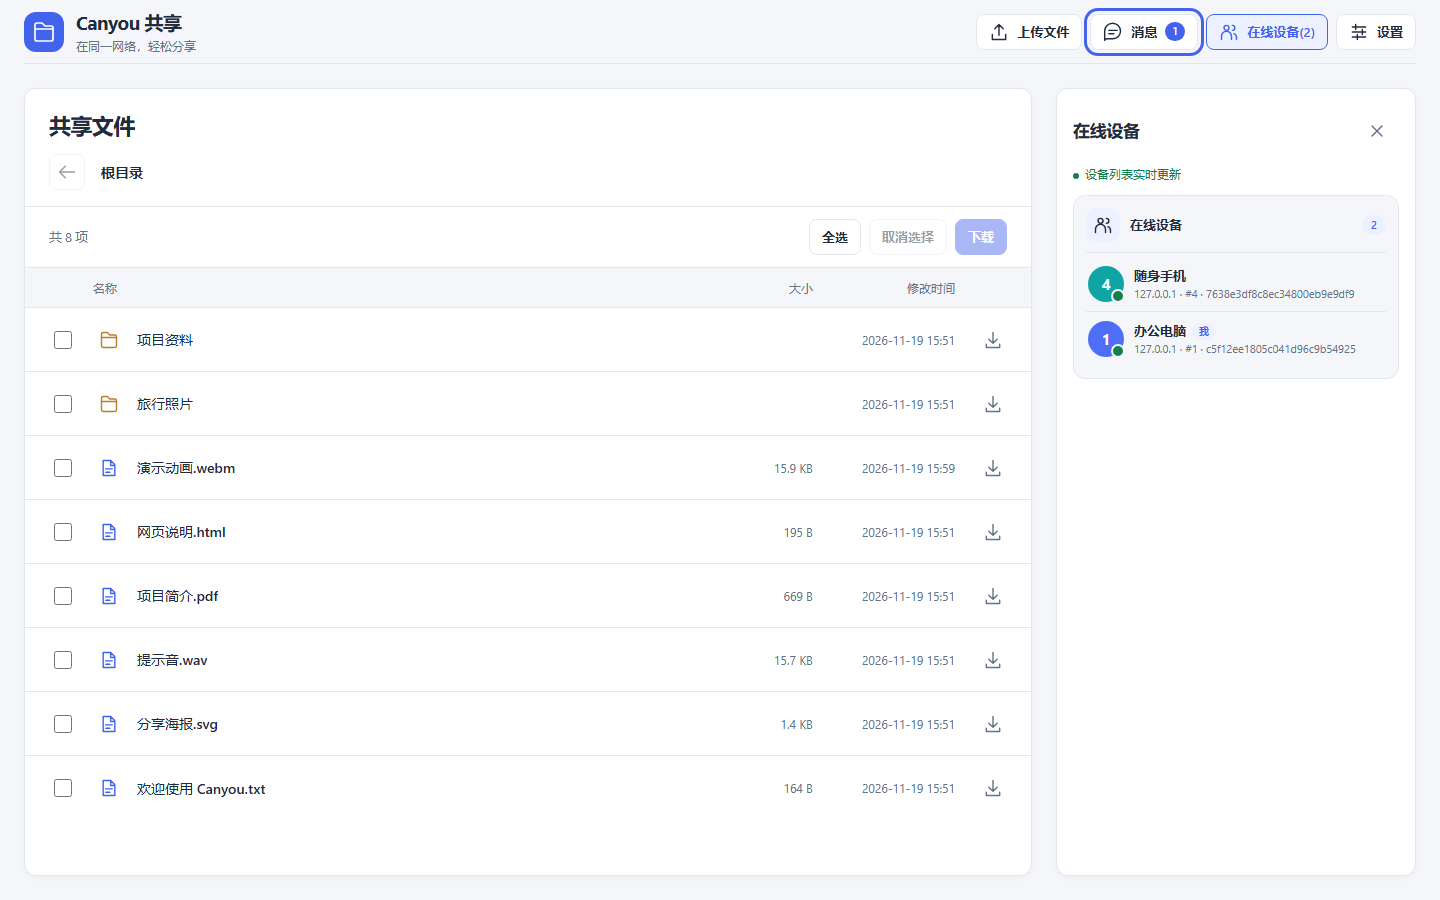 Canyou 共享
在同一网络，轻松分享
上传文件
消息 1
在线设备(2)
设置
共享文件
根目录
共 8 项
全选
取消选择
下载
名称 大小 修改时间
项目资料 2026-11-19 15:51
旅行照片 2026-11-19 15:51
演示动画.webm 15.9 KB 2026-11-19 15:59
网页说明.html 195 B 2026-11-19 15:51
项目简介.pdf 669 B 2026-11-19 15:51
提示音.wav 15.7 KB 2026-11-19 15:51
分享海报.svg 1.4 KB 2026-11-19 15:51
欢迎使用 Canyou.txt 164 B 2026-11-19 15:51
在线设备
设备列表实时更新
在线设备 2
4
随身手机
127.0.0.1 · #4 · 7638e3df8c8ec34800eb9e9df9
1
办公电脑 我
127.0.0.1 · #1 · c5f12ee1805c041d96c9b54925